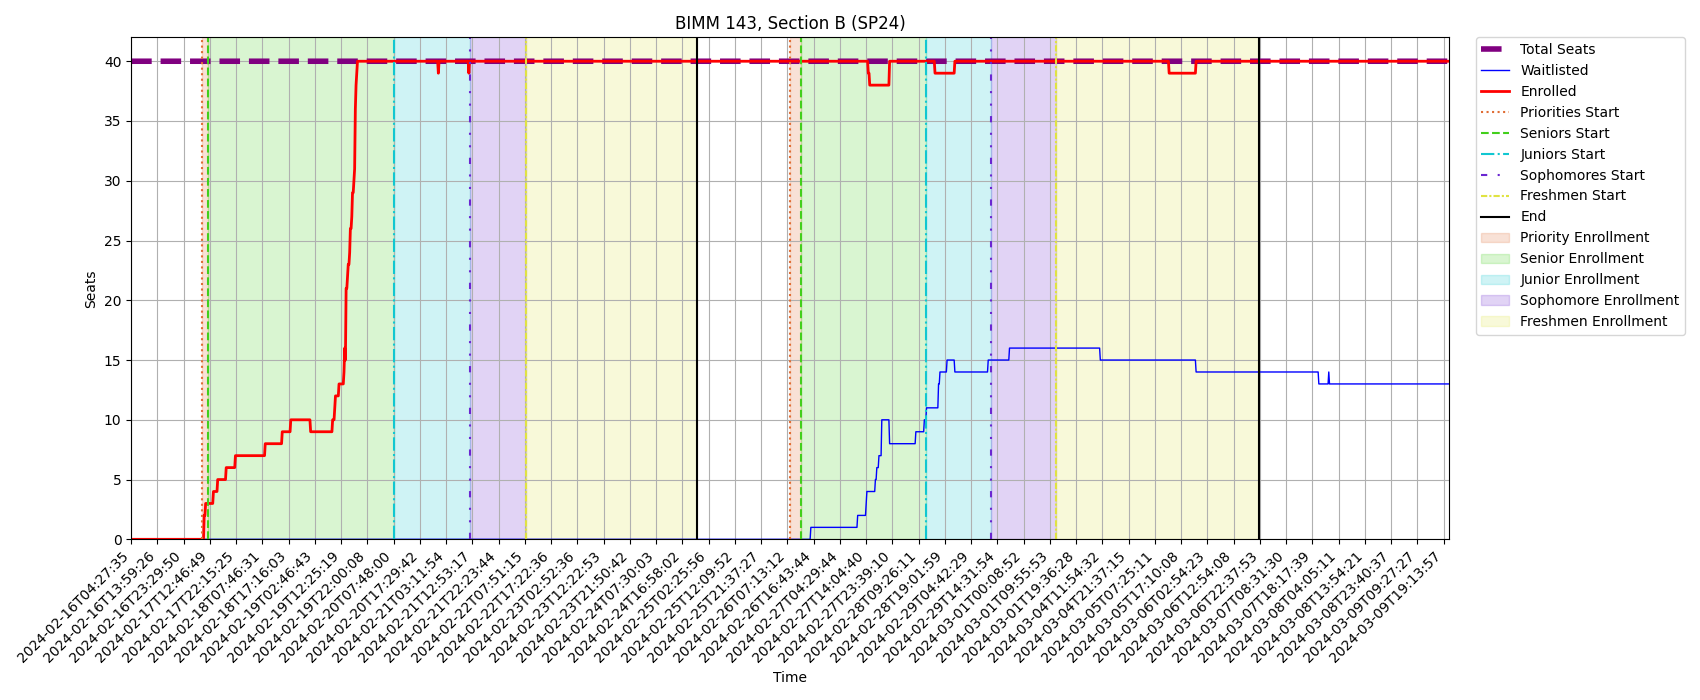 BIMM 143, Section B (SP24)
Total Seats
Waitlisted
Enrolled
Priorities Start
Seniors Start
Juniors Start
Sophomores Start
Freshmen Start
End
Priority Enrollment
Senior Enrollment
Junior Enrollment
Sophomore Enrollment
Freshmen Enrollment
Seats
40
35
30
25
20
15
10
5
0
2024-02-16T04:27:35
2024-02-16T13:59:26
2024-02-16T23:29:50
2024-02-17T12:46:49
2024-02-17T22:15:25
2024-02-18T07:46:31
2024-02-18T17:16:03
2024-02-19T02:46:43
2024-02-19T12:25:19
2024-02-19T22:00:08
2024-02-20T07:48:00
2024-02-20T17:29:42
2024-02-21T03:11:54
2024-02-21T12:53:17
2024-02-21T22:23:44
2024-02-22T07:51:15
2024-02-22T17:22:36
2024-02-23T02:52:36
2024-02-23T12:22:53
2024-02-23T21:50:42
2024-02-24T07:30:03
2024-02-24T16:58:02
2024-02-25T02:25:56
2024-02-25T12:09:52
2024-02-25T21:37:27
2024-02-26T07:13:12
2024-02-26T16:43:44
2024-02-27T04:29:44
2024-02-27T14:04:40
2024-02-27T23:39:10
2024-02-28T09:26:11
2024-02-28T19:01:59
2024-02-29T04:42:29
2024-02-29T14:31:54
2024-03-01T00:08:52
2024-03-01T09:55:53
2024-03-01T19:36:28
2024-03-04T11:54:32
2024-03-04T21:37:15
2024-03-05T07:25:11
2024-03-05T17:10:08
2024-03-06T02:54:23
2024-03-06T12:54:08
2024-03-06T22:37:53
2024-03-07T08:31:30
2024-03-07T18:17:39
2024-03-08T04:05:11
2024-03-08T13:54:21
2024-03-08T23:40:37
2024-03-09T09:27:27
2024-03-09T19:13:57
Time